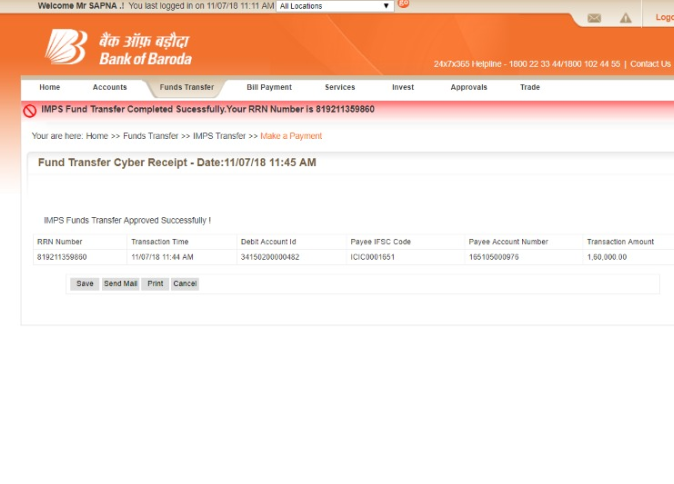 Welcome Mr SAPNA .! You last logged in on 11/07/18 11:11 AM All Locations GO
बैंक ऑफ़ बड़ौदा
Bank of Baroda
24x7x365 Helpline - 1800 22 33 44/1800 102 44 55 | Contact Us
Home Accounts Funds Transfer Bill Payment Services Invest Approvals Trade
IMPS Fund Transfer Completed Sucessfully.Your RRN Number is 819211359860
Your are here: Home >> Funds Transfer >> IMPS Transfer >> Make a Payment
Fund Transfer Cyber Receipt - Date:11/07/18 11:45 AM
IMPS Funds Transfer Approved Successfully !
RRN Number Transaction Time Debit Account Id Payee IFSC Code Payee Account Number Transaction Amount
819211359860 11/07/18 11:44 AM 34150200000482 ICIC0001651 165105000976 1,60,000.00
Save Send Mail Print Cancel